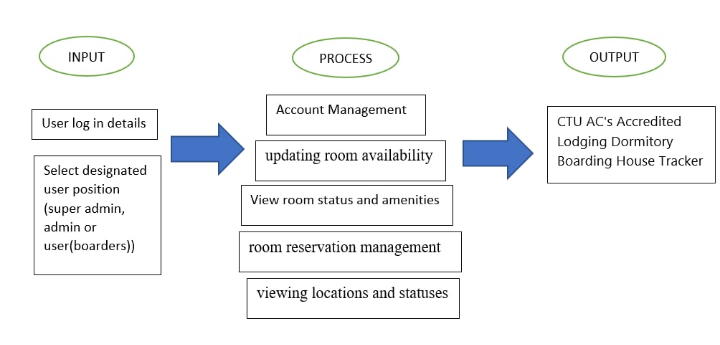 INPUT
User log in details
Select designated
user position
(super admin,
admin or
user(boarders))
PROCESS
Account Management
updating room availability
View room status and amenities
room reservation management
viewing locations and statuses
OUTPUT
CTU AC's Accredited
Lodging Dormitory
Boarding House Tracker